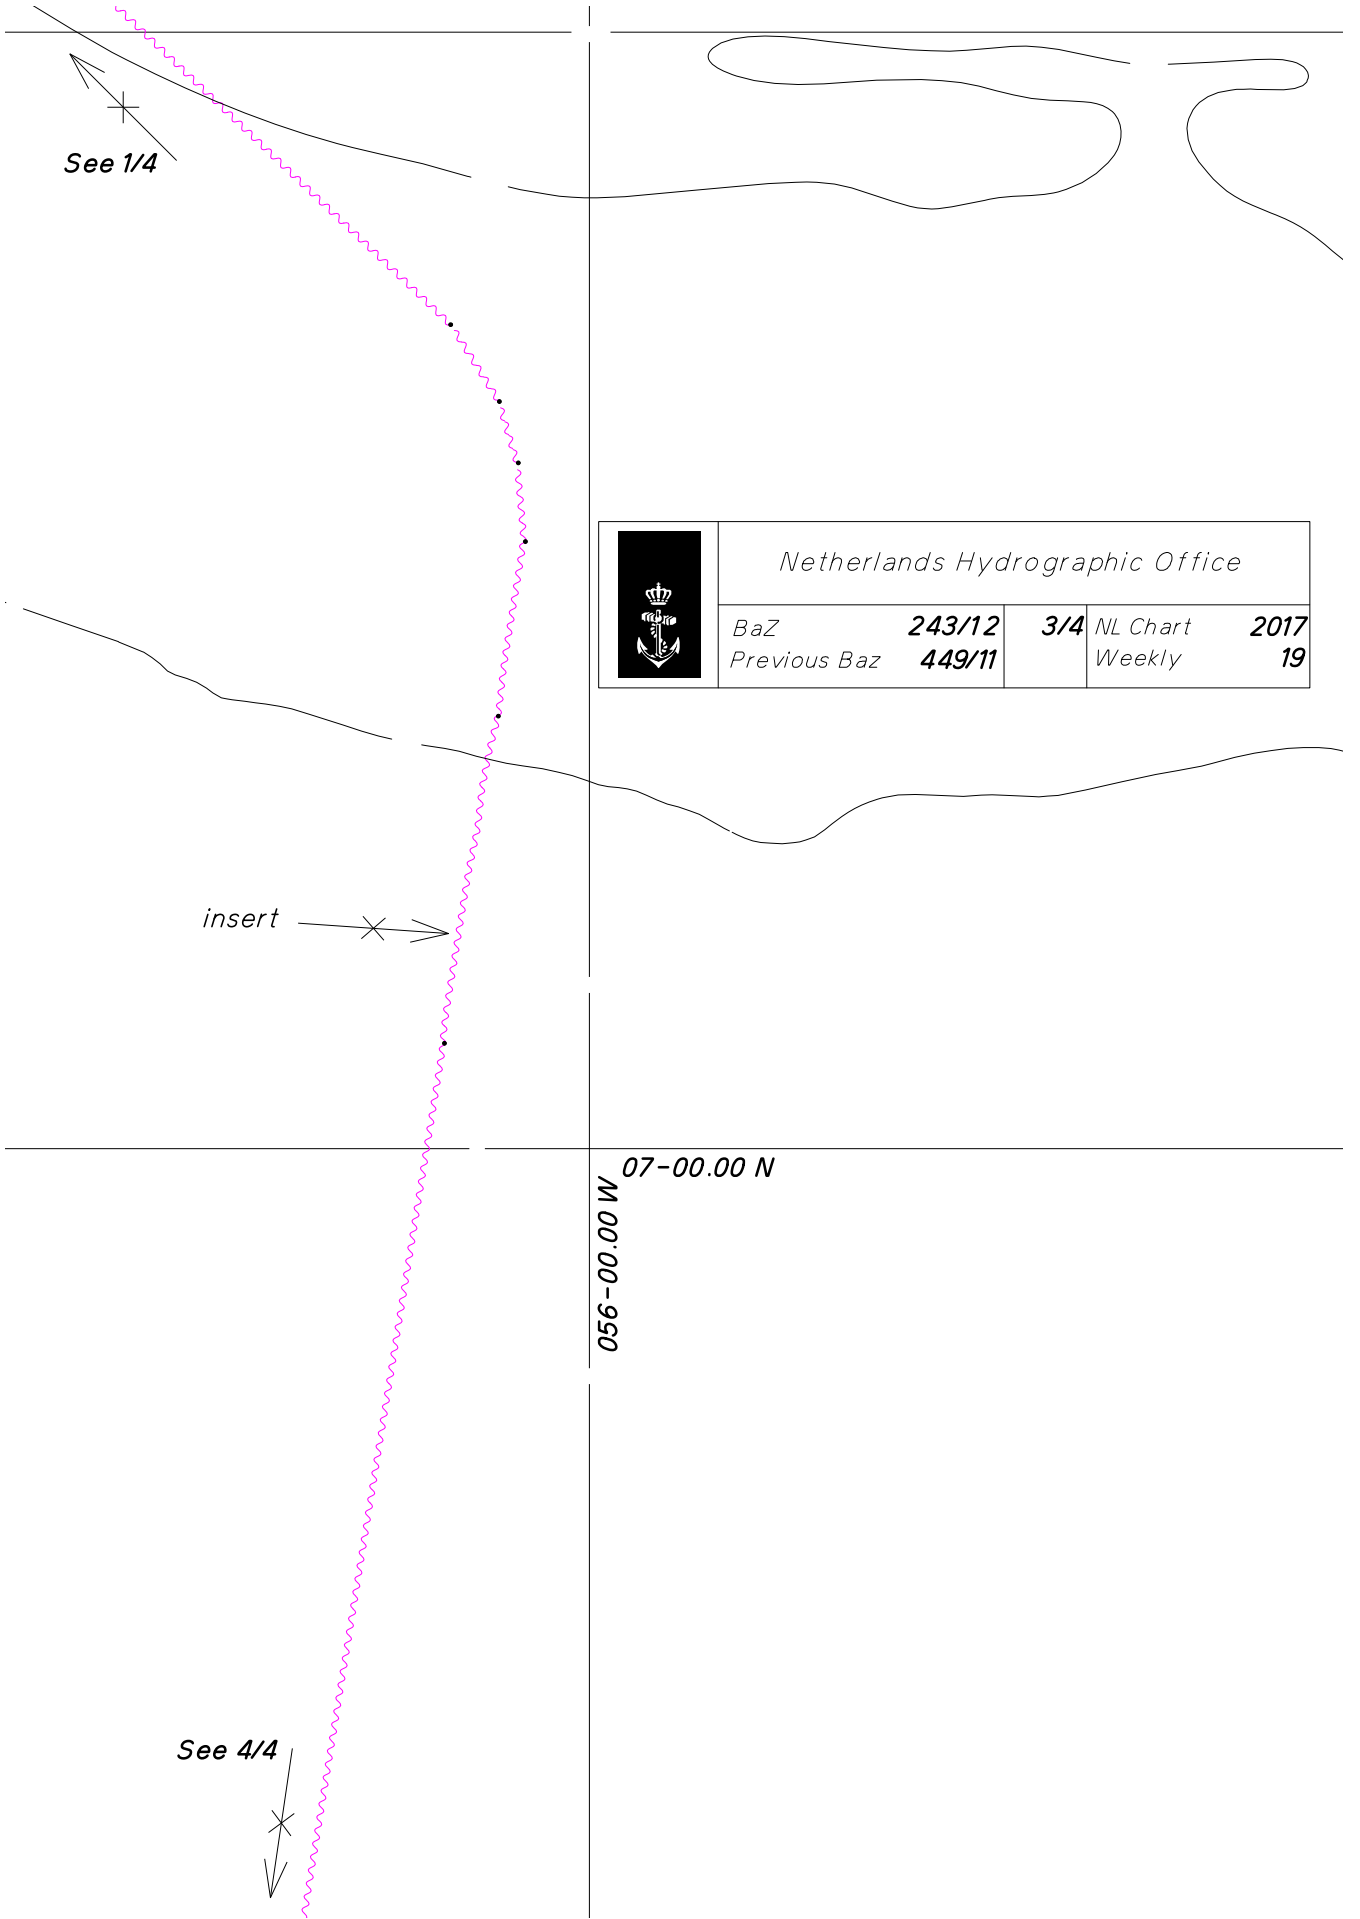 See 1/4
Netherlands Hydrographic Office
BaZ 243/12 3/4 NL Chart 2017
Previous Baz 449/11 Weekly 19
insert
07-00.00 N
056-00.00 W
See 4/4